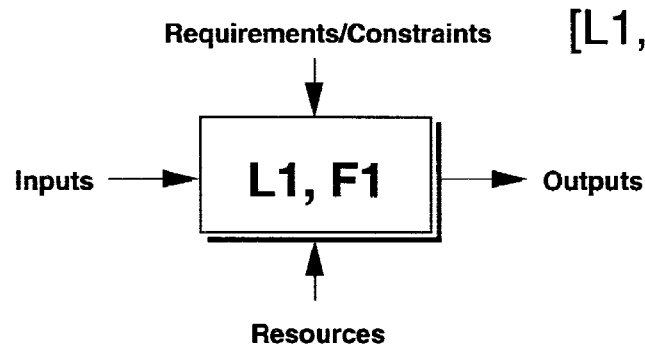 Requirements/Constraints [L1,
Inputs L1, F1 Outputs
Resources